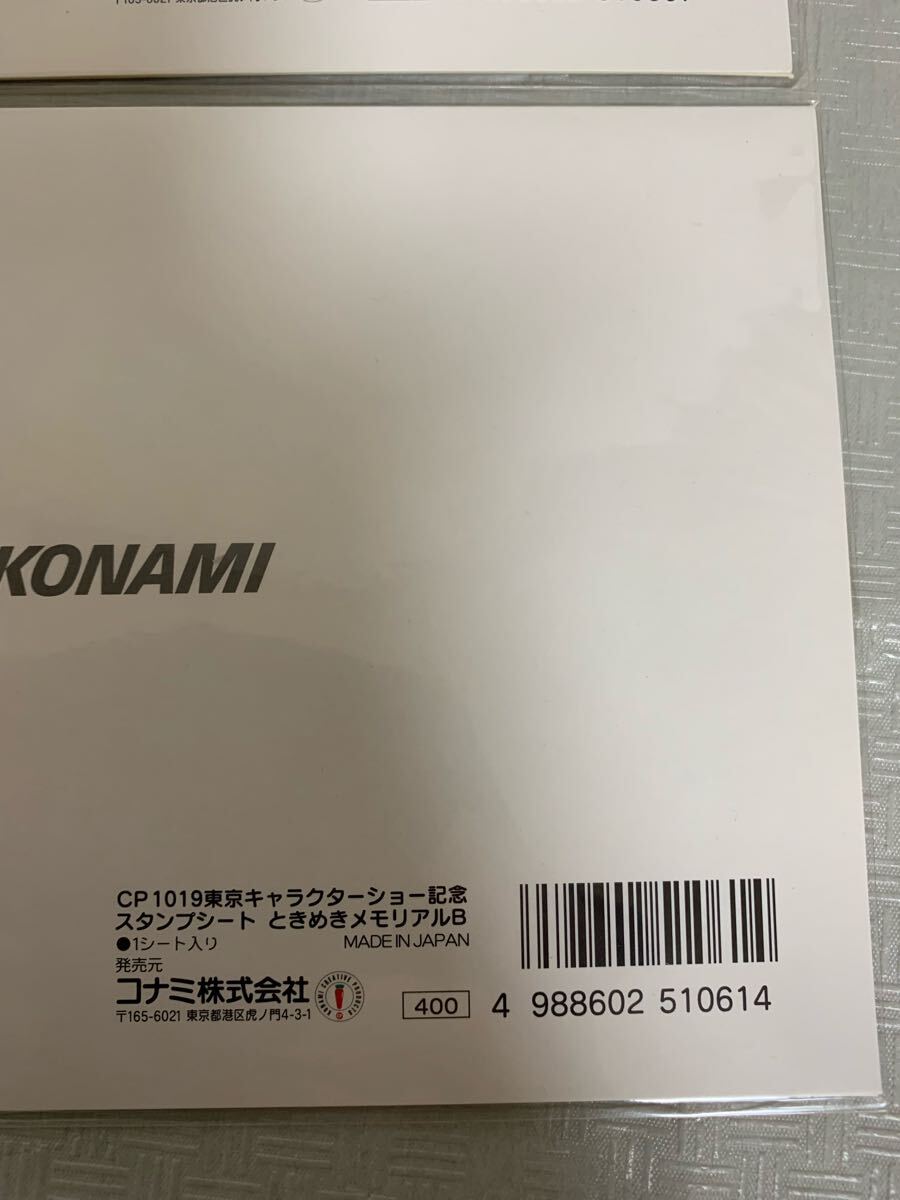 KONAMI
CP1019東京キャラクターショー記念
スタンプシート ときめきメモリアルB
●1シート入り MADE IN JAPAN
発売元
コナミ株式会社
KONAMI CREATIVE PRODUCTS
〒165-6021 東京都港区虎ノ門4-3-1
400
4 988602 510614